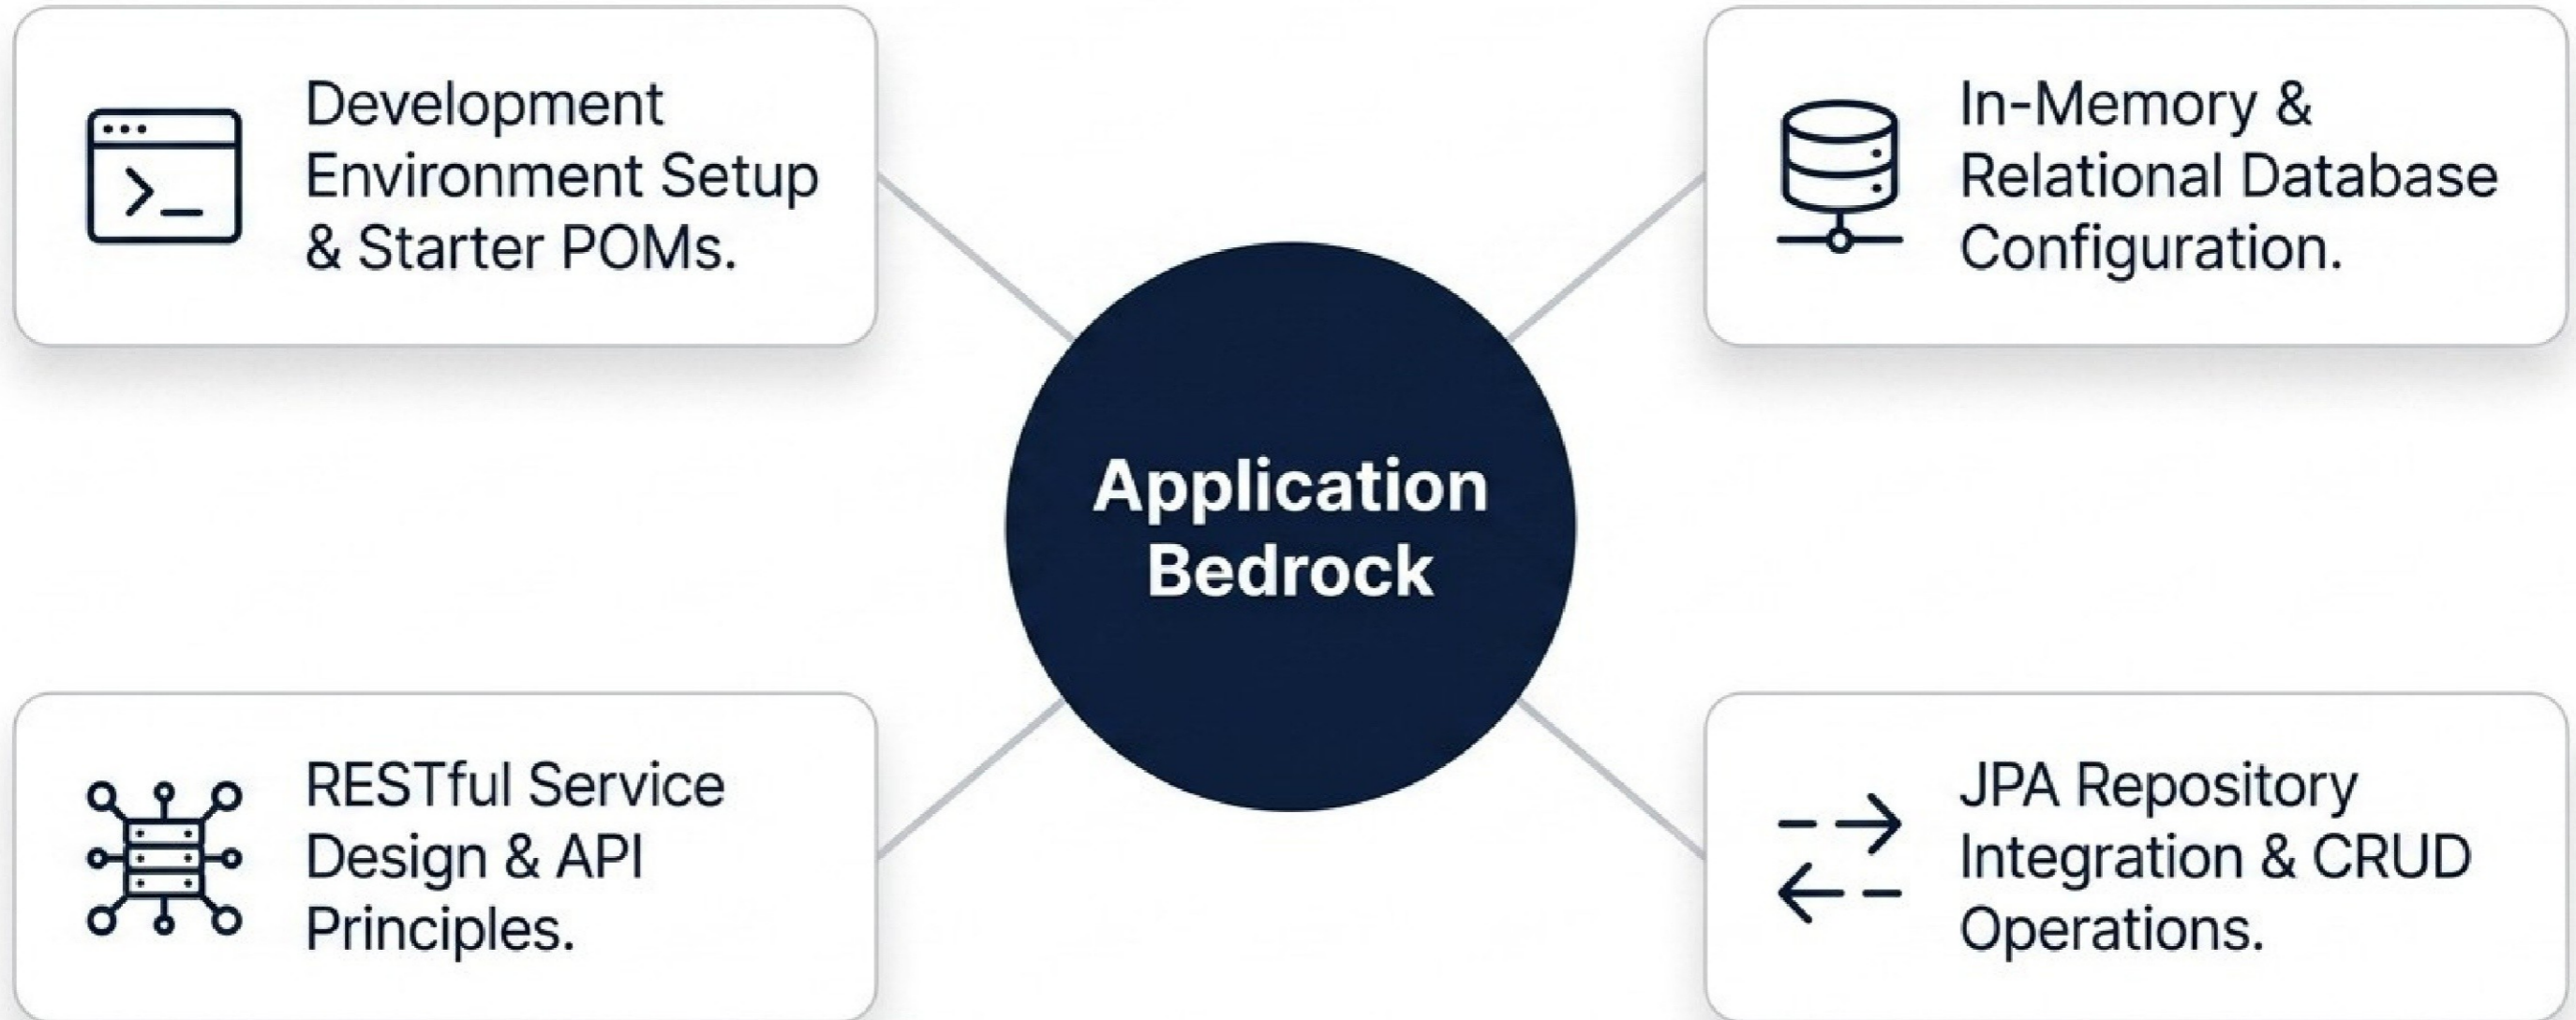 Development
Environment Setup
& Starter POMs.
In-Memory &
Relational Database
Configuration.
Application
Bedrock
RESTful Service
Design & API
Principles.
JPA Repository
Integration & CRUD
Operations.